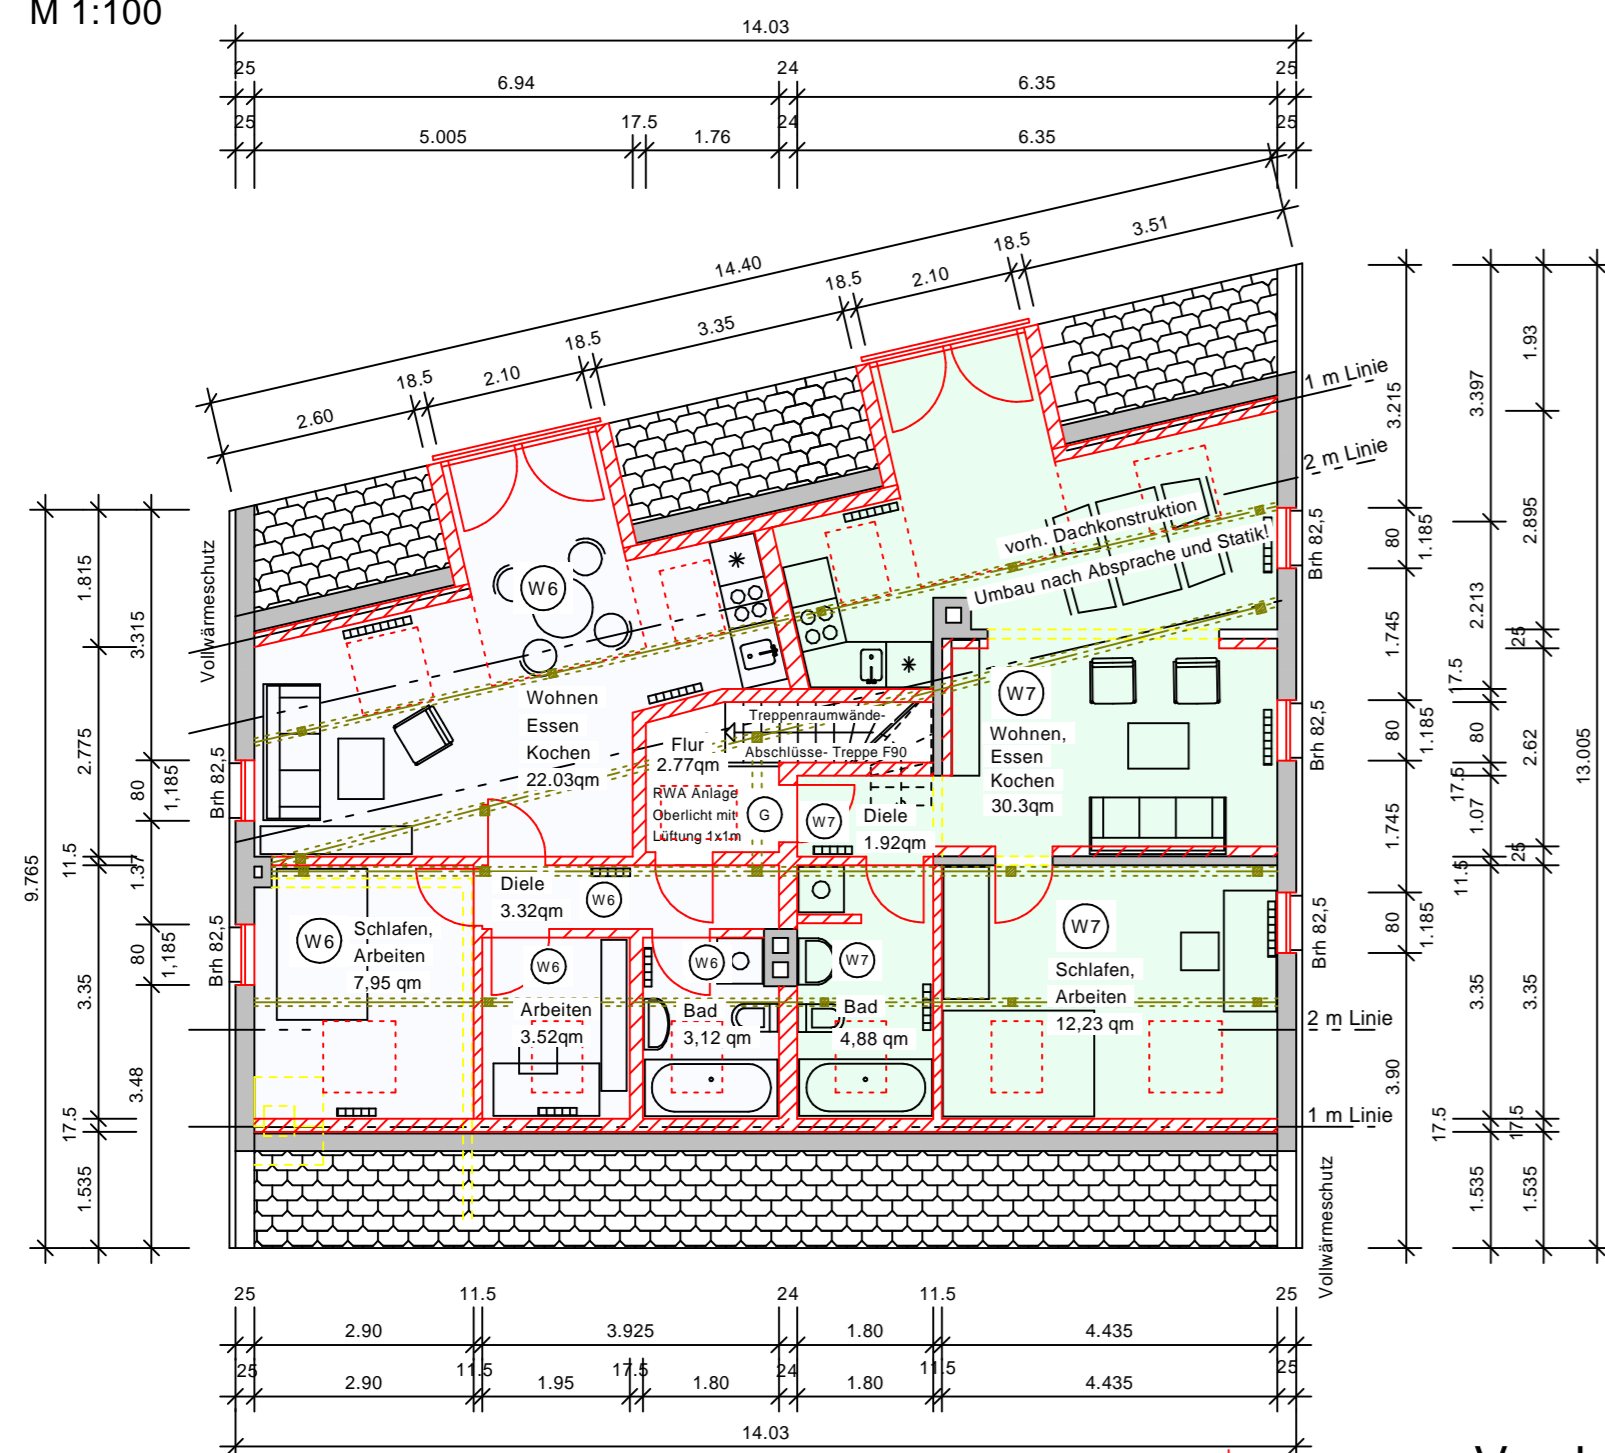 M 1:100
14.03
25
6.94
24
6.35
25
25
5.005
17.5
1.76
24
6.35
25
14.40
2.60
18.5
2.10
18.5
3.35
18.5
2.10
18.5
3.51
1 m Linie
2 m Linie
Vollwärmeschutz
vorh. Dachkonstruktion
Umbau nach Absprache und Statik!
W6
Wohnen
Essen
Kochen
22.03qm
Treppenraumwände-
Abschlüsse- Treppe F90
Flur
2.77qm
RWA Anlage
Oberlicht mit
Lüftung 1x1m
G
W7
Diele
1.92qm
W7
Wohnen,
Essen
Kochen
30.3qm
Diele
3.32qm
W6
W6
Schlafen,
Arbeiten
7,95 qm
W6
Arbeiten
3.52qm
W6
Bad
3,12 qm
W7
Bad
4,88 qm
W7
Schlafen,
Arbeiten
12,23 qm
2 m Linie
1 m Linie
Vollwärmeschutz
Brh 82,5
Brh 82,5
Brh 82,5
Brh 82,5
Brh 82,5
9.765
1.815
2.775
11.5
3.35
17.5
1.535
3.315
80
1,185
1.37
80
1,185
3.48
3.215
80
1.185
1.745
80
1.185
1.745
80
1.185
3.90
3.397
2.213
17.5
80
17.5
1.07
11.5
3.35
17.5
1.535
1.93
2.895
25
2.62
25
3.35
17.5
1.535
13.005
25
2.90
11.5
3.925
24
1.80
11.5
4.435
25
25
2.90
11.5
1.95
17.5
1.80
24
1.80
11.5
4.435
25
14.03